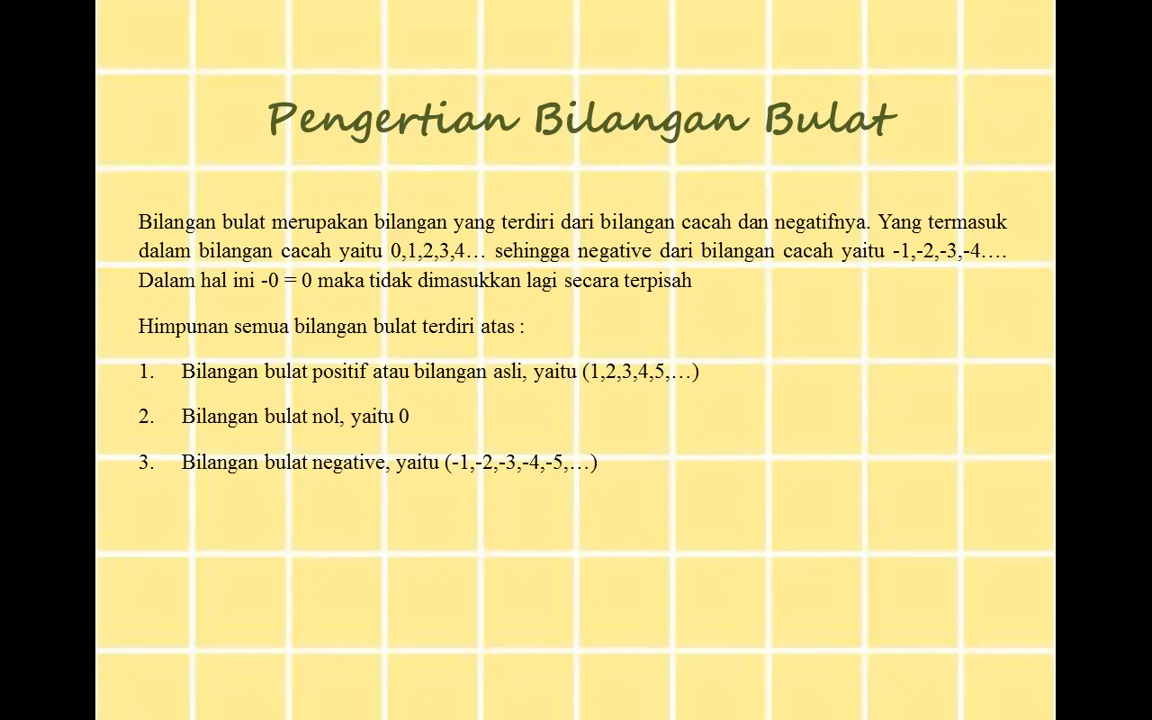 Pengertian Bilangan Bulat
Bilangan bulat merupakan bilangan yang terdiri dari bilangan cacah dan negatifnya. Yang termasuk
dalam bilangan cacah yaitu 0,1,2,3,4… sehingga negative dari bilangan cacah yaitu -1,-2,-3,-4….
Dalam hal ini -0 = 0 maka tidak dimasukkan lagi secara terpisah
Himpunan semua bilangan bulat terdiri atas :
1. Bilangan bulat positif atau bilangan asli, yaitu (1,2,3,4,5,…)
2. Bilangan bulat nol, yaitu 0
3. Bilangan bulat negative, yaitu (-1,-2,-3,-4,-5,…)